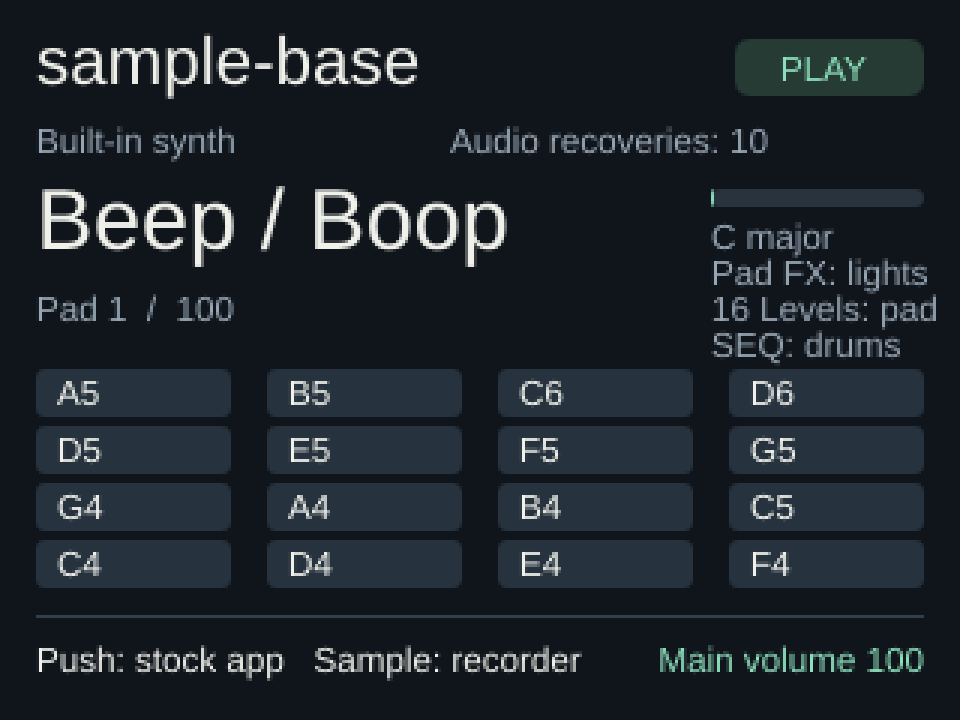 sample-base
PLAY
Built-in synth
Audio recoveries: 10
Beep / Boop
C major
Pad FX: lights
Pad 1 / 100
16 Levels: pad
SEQ: drums
A5 B5 C6 D6
D5 E5 F5 G5
G4 A4 B4 C5
C4 D4 E4 F4
Push: stock app Sample: recorder Main volume 100